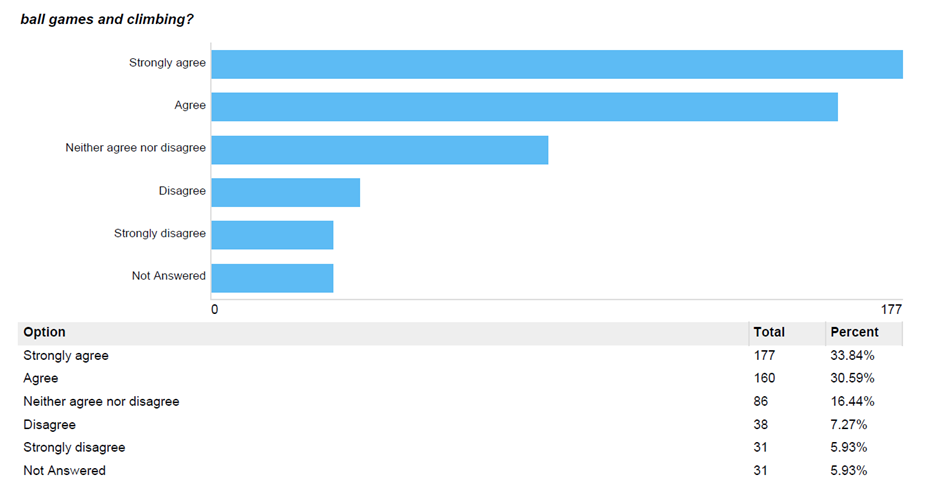 ball games and climbing?
Strongly agree
Agree
Neither agree nor disagree
Disagree
Strongly disagree
Not Answered
0 177
Option Total Percent
Strongly agree 177 33.84%
Agree 160 30.59%
Neither agree nor disagree 86 16.44%
Disagree 38 7.27%
Strongly disagree 31 5.93%
Not Answered 31 5.93%